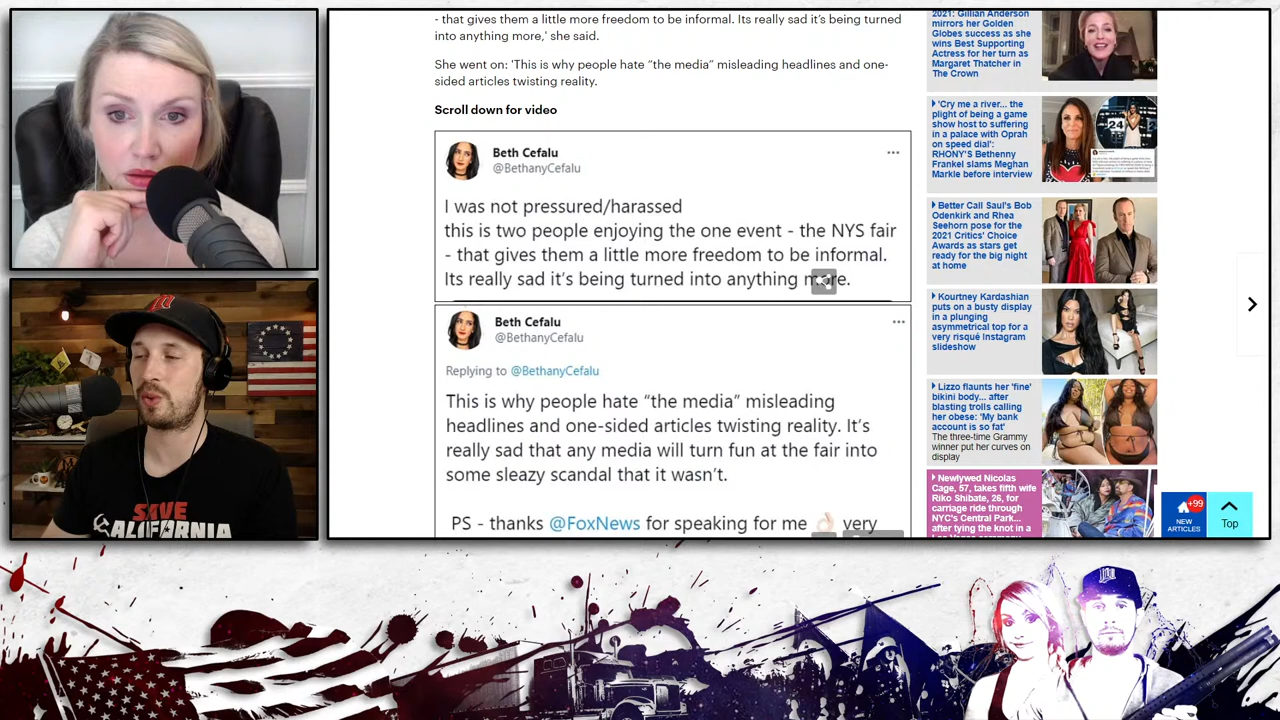 - that gives them a little more freedom to be informal. Its really sad it's being turned
into anything more,' she said.
She went on: 'This is why people hate “the media” misleading headlines and one-
sided articles twisting reality.
Scroll down for video
Beth Cefalu
@BethanyCefalu
I was not pressured/harassed
this is two people enjoying the one event - the NYS fair
- that gives them a little more freedom to be informal.
Its really sad it's being turned into anything more.
Beth Cefalu
@BethanyCefalu
Replying to @BethanyCefalu
This is why people hate “the media” misleading
headlines and one-sided articles twisting reality. It's
really sad that any media will turn fun at the fair into
some sleazy scandal that it wasn't.
PS - thanks @FoxNews for speaking for me 👌🏻 very
2021: Gillian Anderson
mirrors her Golden
Globes success as she
wins Best Supporting
Actress for her turn as
Margaret Thatcher in
The Crown
'Cry me a river... the
plight of being a game
show host to suffering
in a palace with Oprah
on speed dial':
RHONY'S Bethenny
Frankel slams Meghan
Markle before interview
24
Better Call Saul's Bob
Odenkirk and Rhea
Seehorn pose for the
2021 Critics' Choice
Awards as stars get
ready for the big night
at home
Kourtney Kardashian
puts on a busty display
in a plunging
asymmetrical top for a
very risqué Instagram
slideshow
Lizzo flaunts her 'fine'
bikini body... after
blasting trolls calling
her obese: 'My bank
account is so fat'
The three-time Grammy
winner put her curves on
display
Newlywed Nicolas
Cage, 57, takes fifth wife
Riko Shibate, 26, for
carriage ride through
NYC's Central Park...
after tying the knot in a
+99
NEW
ARTICLES
Top
SAVE
CALIFORNIA